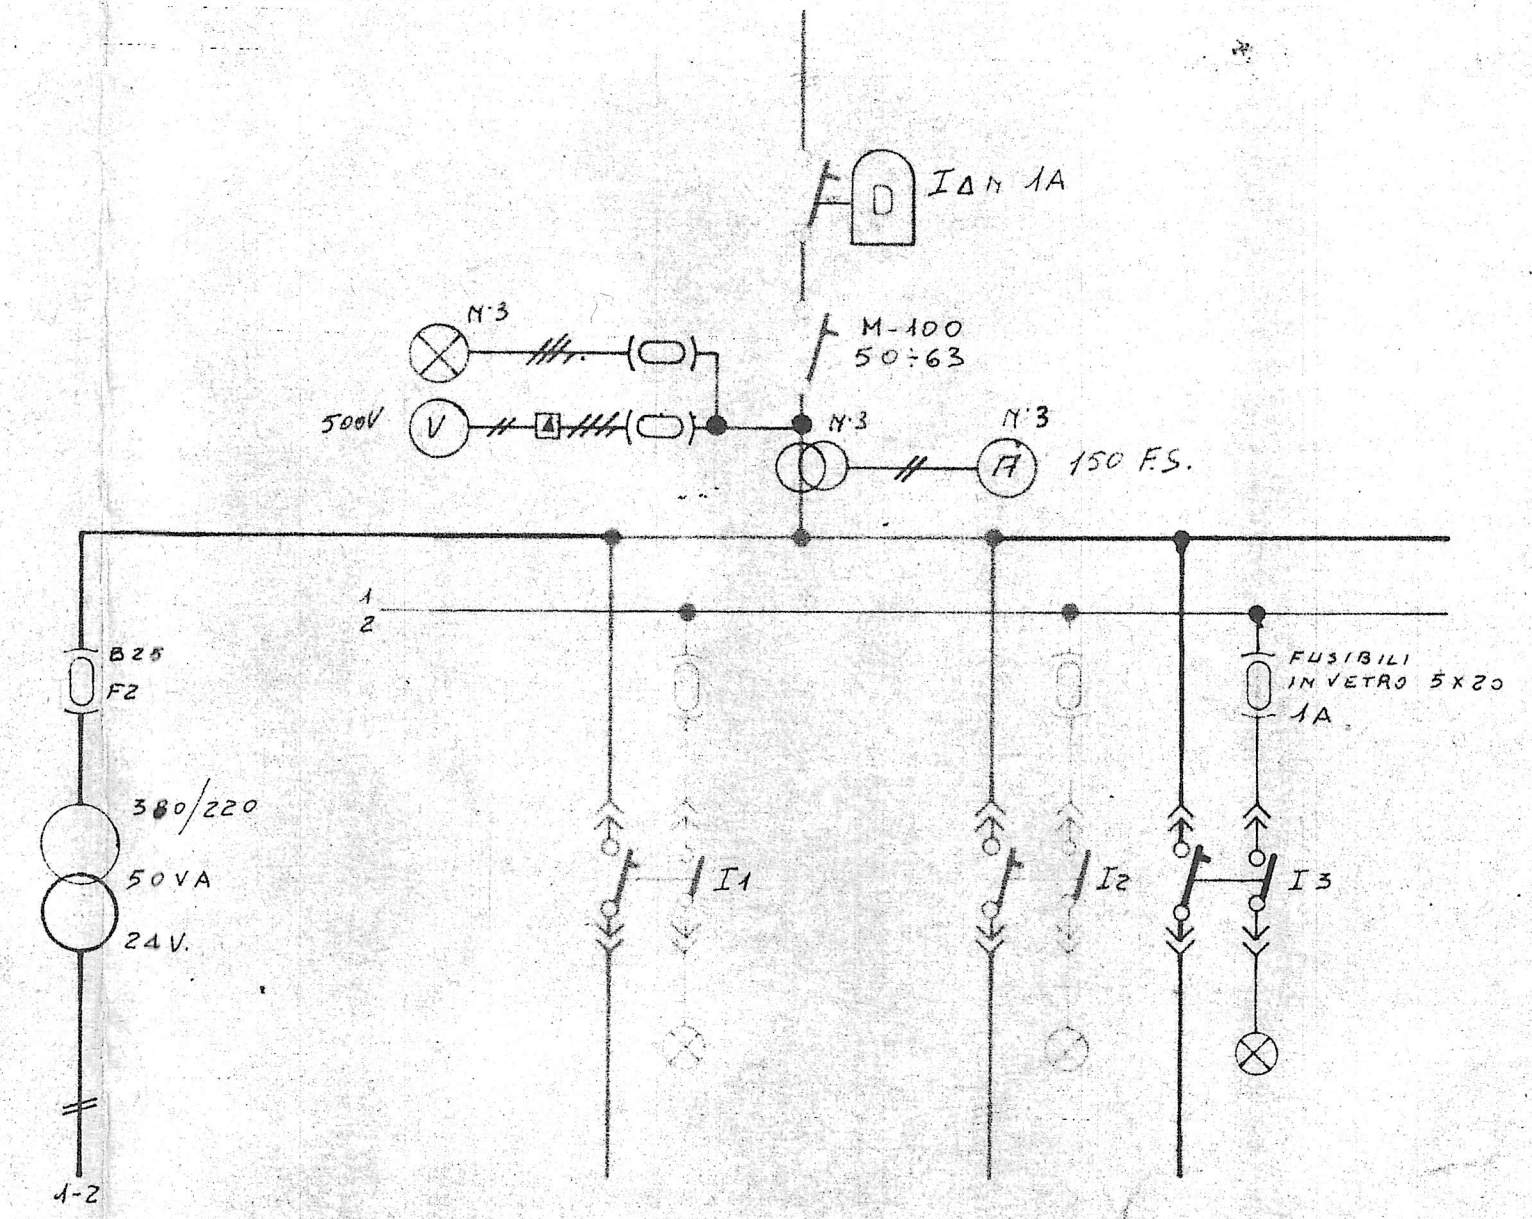 D
IΔN 1A
N·3
M-100
50÷63
500V
V
N·3
N·3
A
150 F.S.
1
2
B25
F2
FUSIBILI
IN VETRO 5x20
1A
380/220
50VA
24V.
I1
I2
I3
1-2